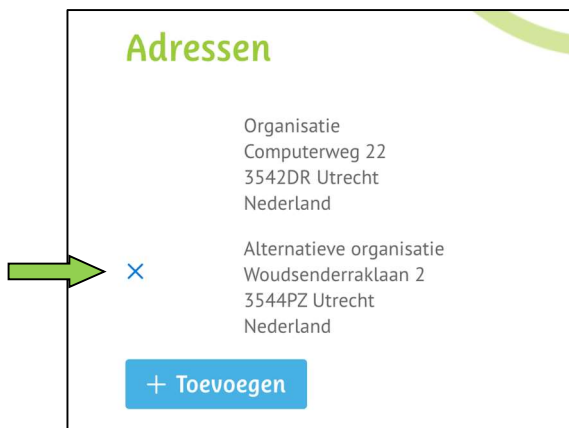 Adressen
Organisatie
Computerweg 22
3542DR Utrecht
Nederland
Alternatieve organisatie
Woudsenderraklaan 2
3544PZ Utrecht
Nederland
+ Toevoegen